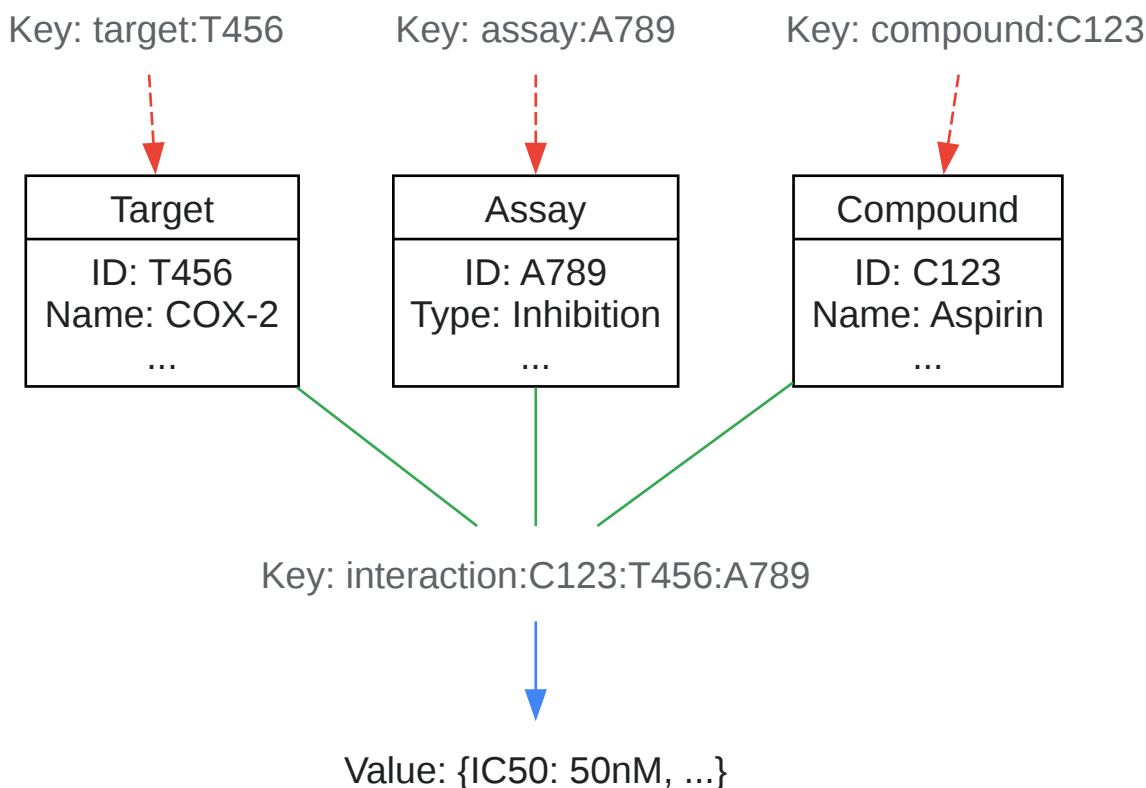 Key: target:T456
Key: assay:A789
Key: compound:C123
Target
ID: T456
Name: COX-2
...
Assay
ID: A789
Type: Inhibition
...
Compound
ID: C123
Name: Aspirin
...
Key: interaction:C123:T456:A789
Value: {IC50: 50nM, ...}